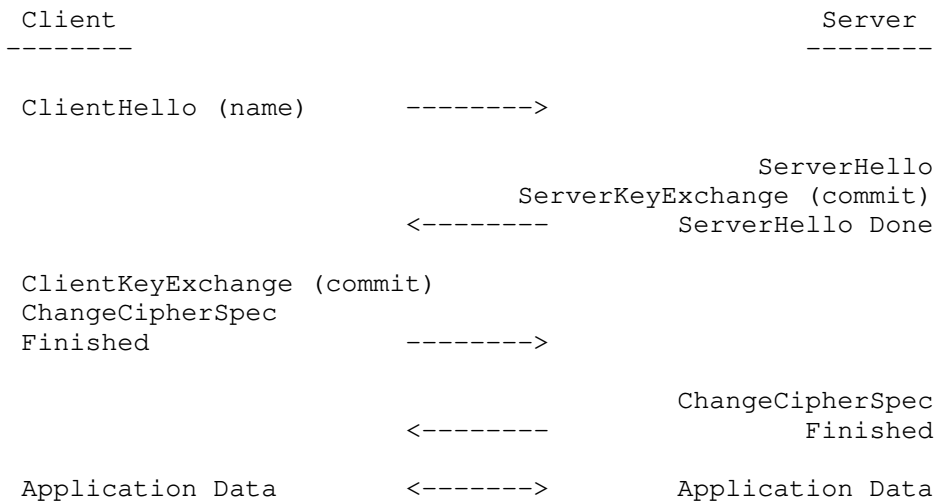 Client                                             Server
--------                                           --------
ClientHello (name)       -------->
ServerHello
ServerKeyExchange (commit)
<--------        ServerHello Done
ClientKeyExchange (commit)
ChangeCipherSpec
Finished                 -------->
ChangeCipherSpec
<--------                Finished
Application Data         <------->        Application Data